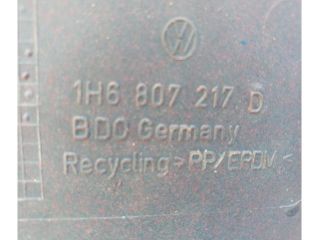 1H6 807 217 D
BDO Germany
Recycling >PP/EPDM<